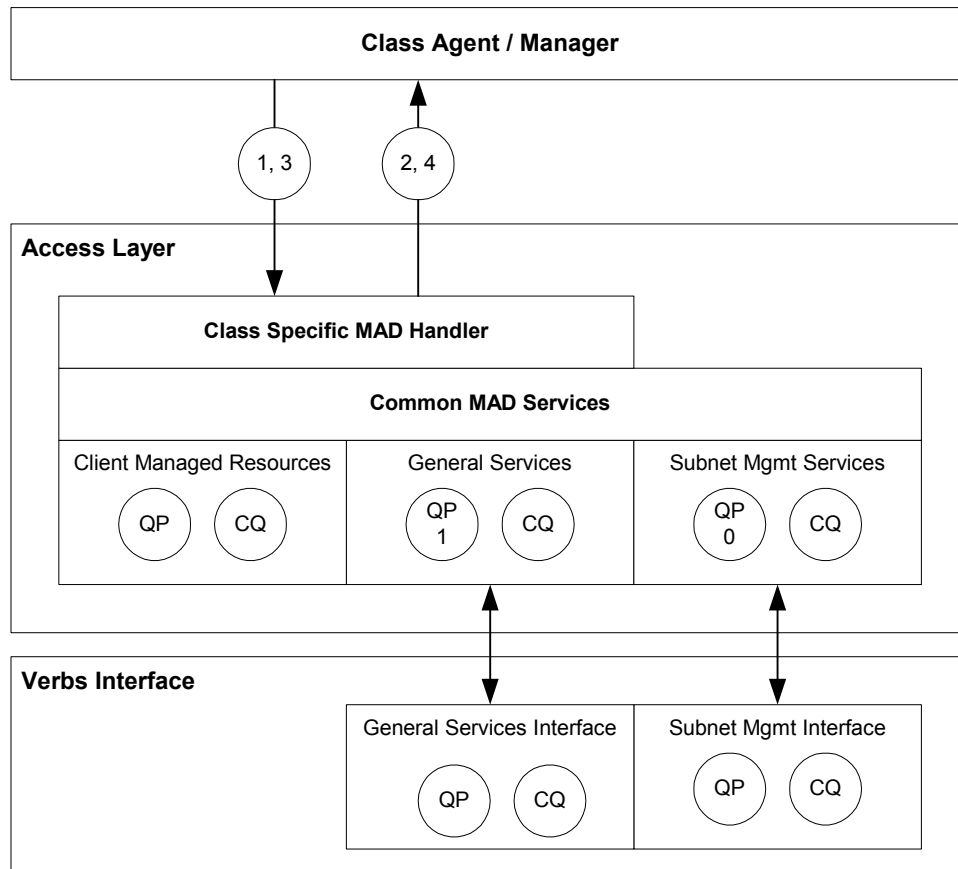 Class Agent / Manager
1, 3
2, 4
Access Layer
Class Specific MAD Handler
Common MAD Services
Client Managed Resources
General Services
Subnet Mgmt Services
QP
CQ
QP
1
CQ
QP
0
CQ
Verbs Interface
General Services Interface
Subnet Mgmt Interface
QP
CQ
QP
CQ